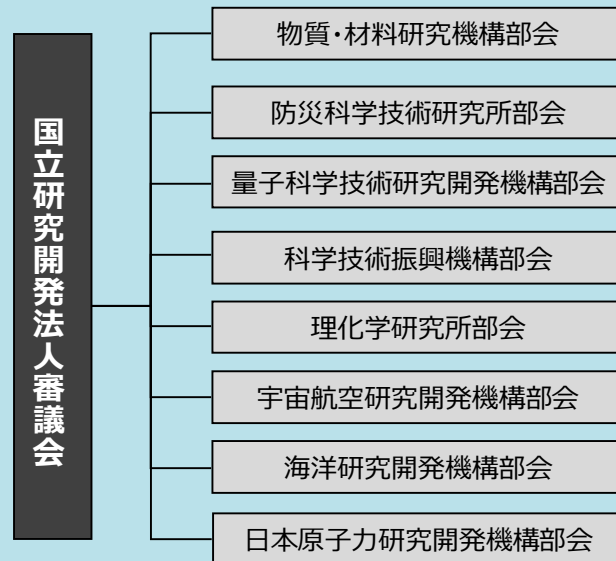 国立研究開発法人審議会
物質・材料研究機構部会
防災科学技術研究所部会
量子科学技術研究開発機構部会
科学技術振興機構部会
理化学研究所部会
宇宙航空研究開発機構部会
海洋研究開発機構部会
日本原子力研究開発機構部会